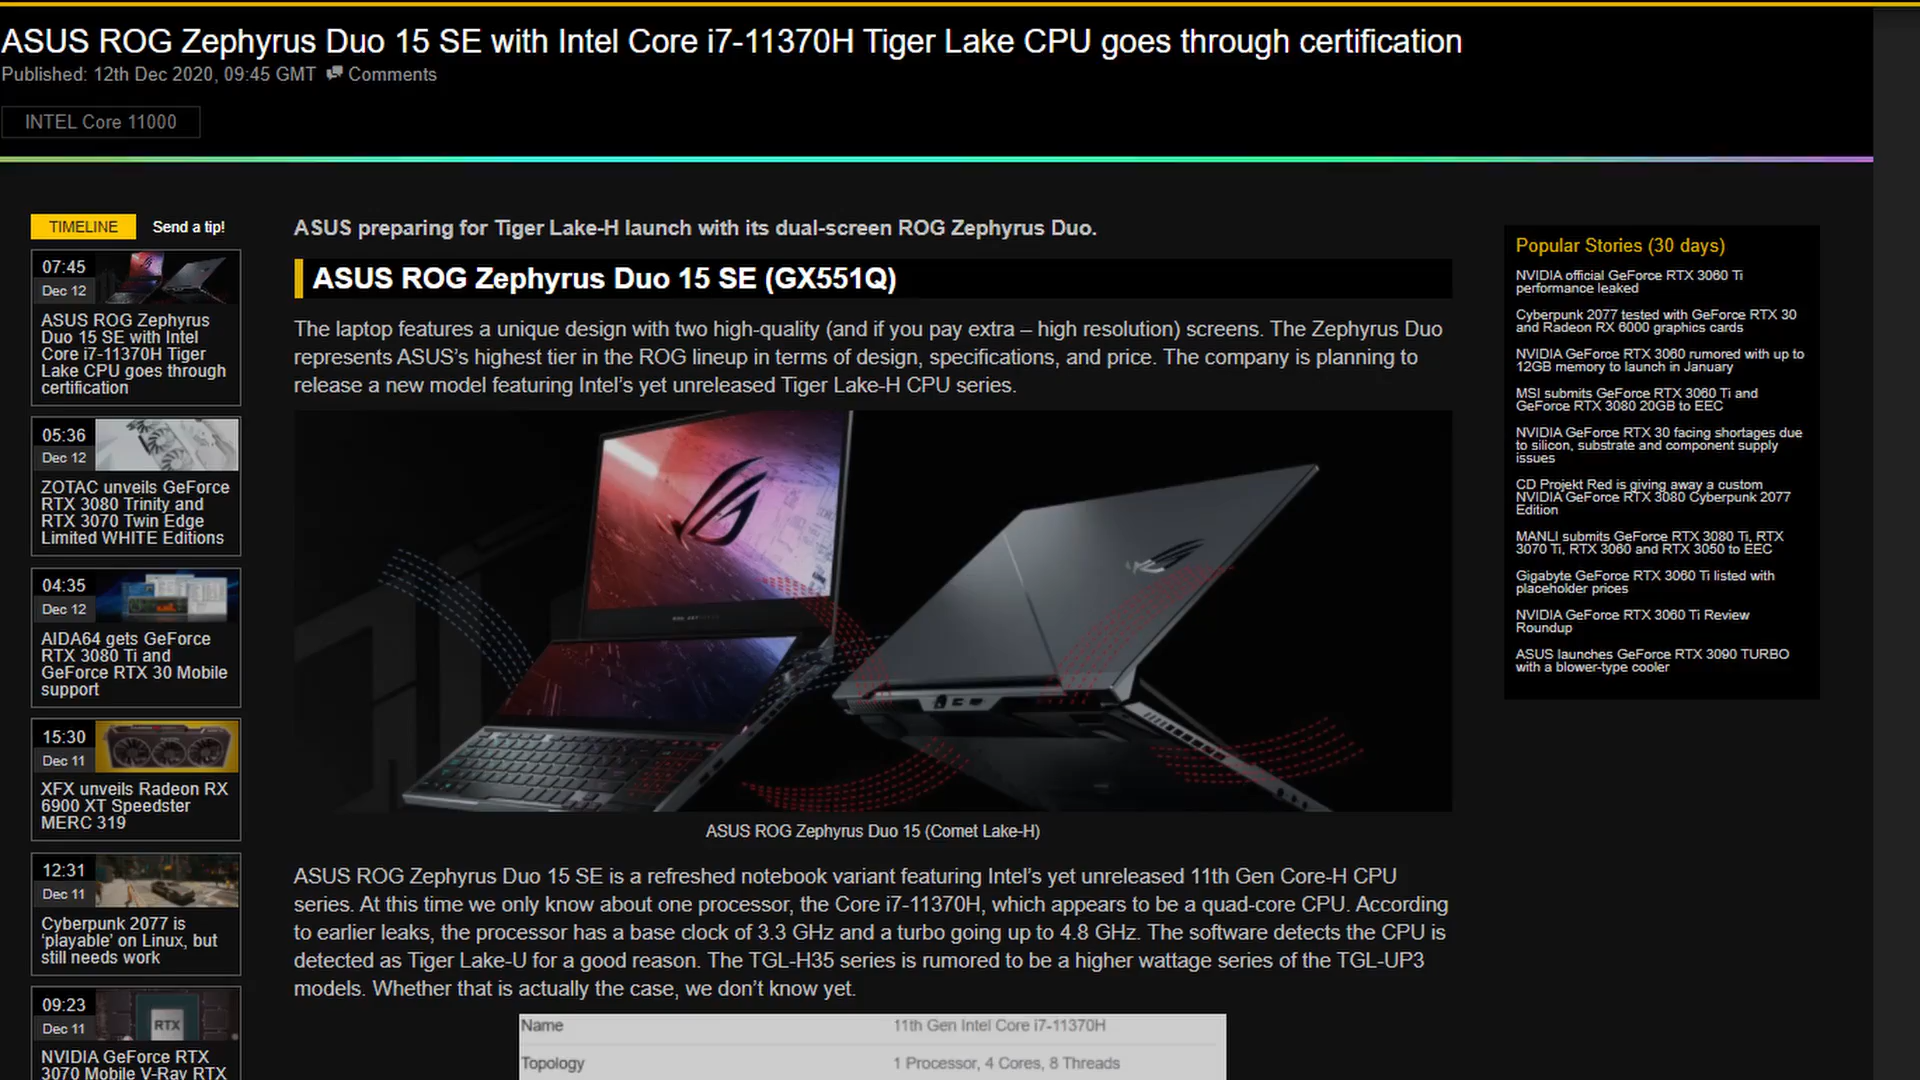 ASUS ROG Zephyrus Duo 15 SE with Intel Core i7-11370H Tiger Lake CPU goes through certification
Published: 12th Dec 2020, 09:45 GMT Comments
INTEL Core 11000
TIMELINE Send a tip!
07:45
Dec 12
ASUS ROG Zephyrus
Duo 15 SE with Intel
Core i7-11370H Tiger
Lake CPU goes through
certification
05:36
Dec 12
ZOTAC unveils GeForce
RTX 3080 Trinity and
RTX 3070 Twin Edge
Limited WHITE Editions
04:35
Dec 12
AIDA64 gets GeForce
RTX 3080 Ti and
GeForce RTX 30 Mobile
support
15:30
Dec 11
XFX unveils Radeon RX
6900 XT Speedster
MERC 319
12:31
Dec 11
Cyberpunk 2077 is
‘playable’ on Linux, but
still needs work
09:23
Dec 11
RTX
NVIDIA GeForce RTX
3070 Mobile V-Ray RTX
ASUS preparing for Tiger Lake-H launch with its dual-screen ROG Zephyrus Duo.
ASUS ROG Zephyrus Duo 15 SE (GX551Q)
The laptop features a unique design with two high-quality (and if you pay extra – high resolution) screens. The Zephyrus Duo
represents ASUS’s highest tier in the ROG lineup in terms of design, specifications, and price. The company is planning to
release a new model featuring Intel’s yet unreleased Tiger Lake-H CPU series.
ASUS ROG Zephyrus Duo 15 (Comet Lake-H)
ASUS ROG Zephyrus Duo 15 SE is a refreshed notebook variant featuring Intel’s yet unreleased 11th Gen Core-H CPU
series. At this time we only know about one processor, the Core i7-11370H, which appears to be a quad-core CPU. According
to earlier leaks, the processor has a base clock of 3.3 GHz and a turbo going up to 4.8 GHz. The software detects the CPU is
detected as Tiger Lake-U for a good reason. The TGL-H35 series is rumored to be a higher wattage series of the TGL-UP3
models. Whether that is actually the case, we don’t know yet.
Name 11th Gen Intel Core i7-11370H
Topology 1 Processor, 4 Cores, 8 Threads
Popular Stories (30 days)
NVIDIA official GeForce RTX 3060 Ti
performance leaked
Cyberpunk 2077 tested with GeForce RTX 30
and Radeon RX 6000 graphics cards
NVIDIA GeForce RTX 3060 rumored with up to
12GB memory to launch in January
MSI submits GeForce RTX 3060 Ti and
GeForce RTX 3080 20GB to EEC
NVIDIA GeForce RTX 30 facing shortages due
to silicon, substrate and component supply
issues
CD Projekt Red is giving away a custom
NVIDIA GeForce RTX 3080 Cyberpunk 2077
Edition
MANLI submits GeForce RTX 3080 Ti, RTX
3070 Ti, RTX 3060 and RTX 3050 to EEC
Gigabyte GeForce RTX 3060 Ti listed with
placeholder prices
NVIDIA GeForce RTX 3060 Ti Review
Roundup
ASUS launches GeForce RTX 3090 TURBO
with a blower-type cooler